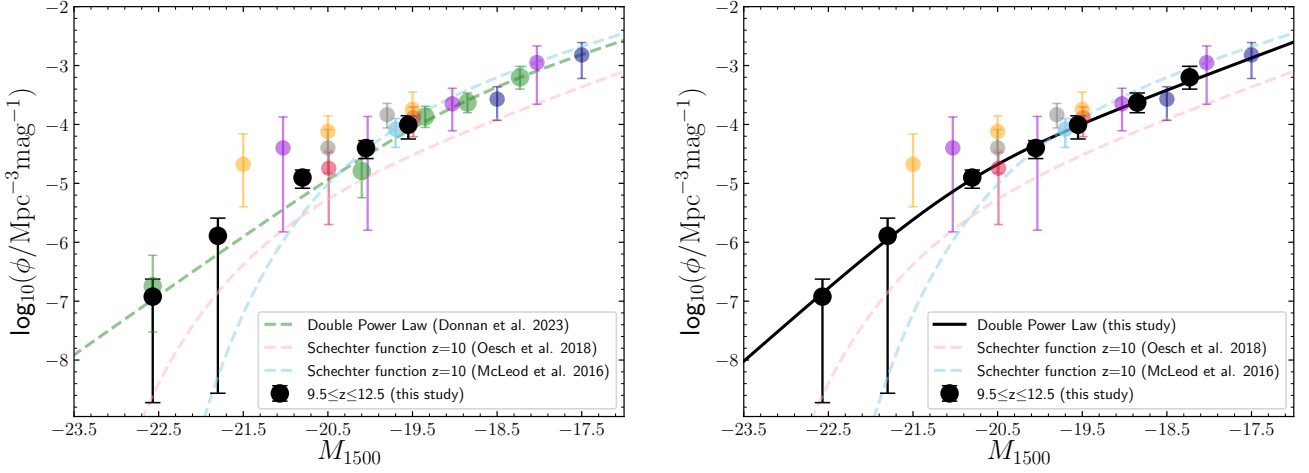 −2
−3
−4
−5
−6
−7
−8
log₁₀(ϕ/Mpc⁻³mag⁻¹)
Double Power Law (Donnan et al. 2023)
Schechter function z=10 (Oesch et al. 2018)
Schechter function z=10 (McLeod et al. 2016)
9.5≤z≤12.5 (this study)
−23.5 −22.5 −21.5 −20.5 −19.5 −18.5 −17.5
M₁₅₀₀
−2
−3
−4
−5
−6
−7
−8
log₁₀(ϕ/Mpc⁻³mag⁻¹)
Double Power Law (this study)
Schechter function z=10 (Oesch et al. 2018)
Schechter function z=10 (McLeod et al. 2016)
9.5≤z≤12.5 (this study)
−23.5 −22.5 −21.5 −20.5 −19.5 −18.5 −17.5
M₁₅₀₀